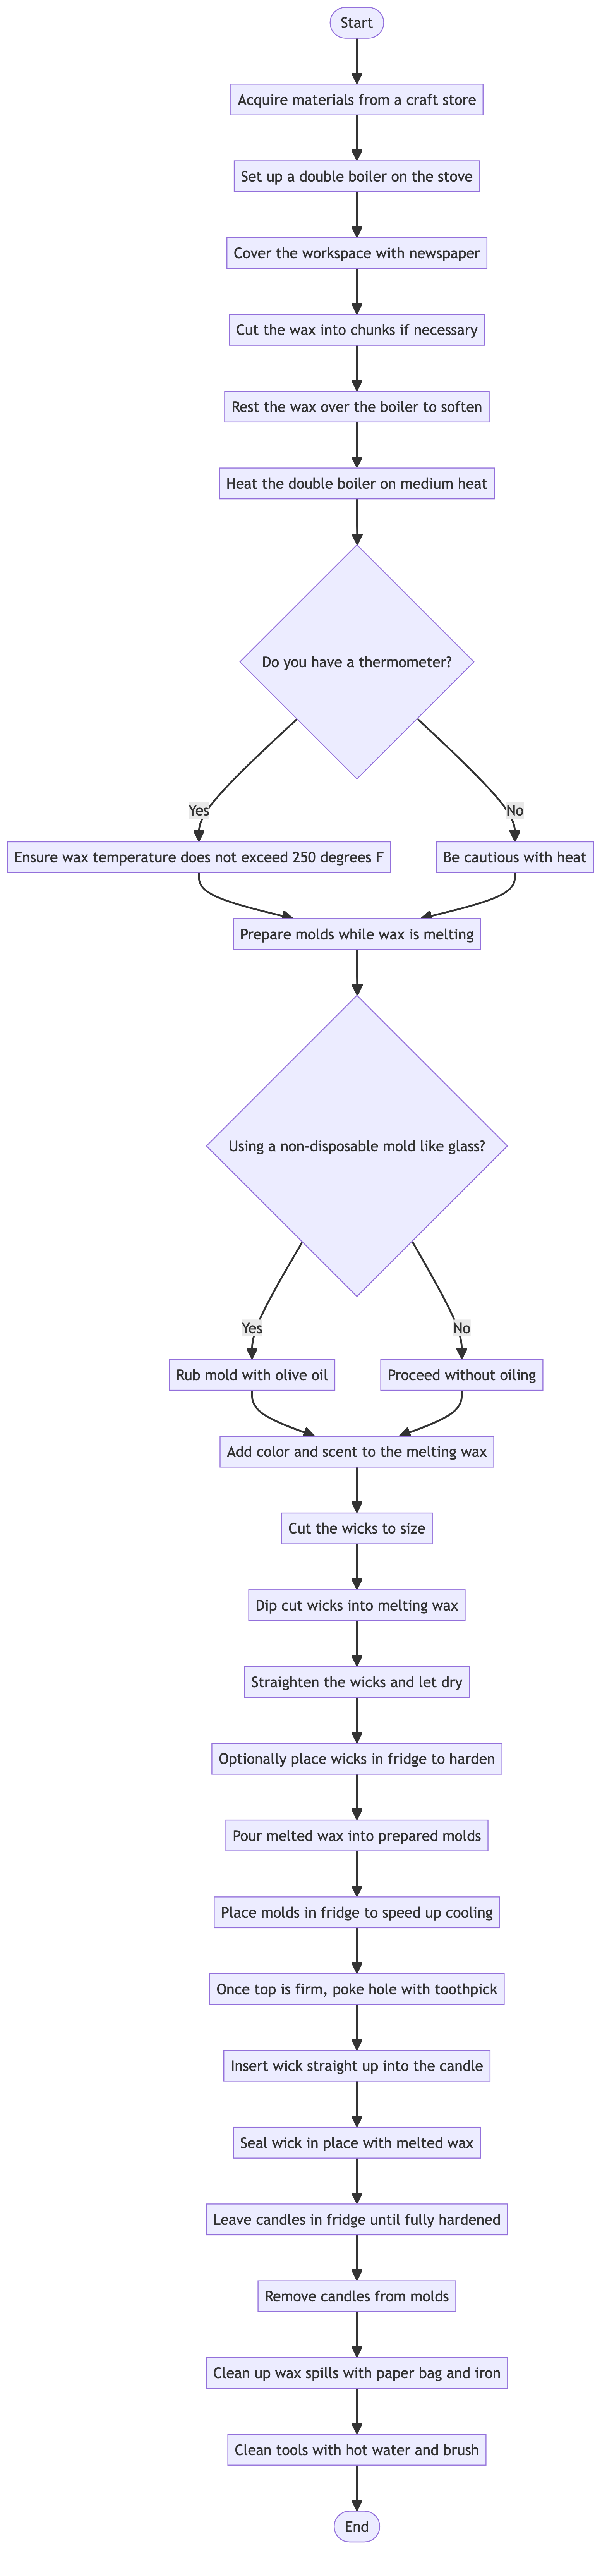 Start
Acquire materials from a craft store
Set up a double boiler on the stove
Cover the workspace with newspaper
Cut the wax into chunks if necessary
Rest the wax over the boiler to soften
Heat the double boiler on medium heat
Do you have a thermometer?
Yes
No
Ensure wax temperature does not exceed 250 degrees F
Be cautious with heat
Prepare molds while wax is melting
Using a non-disposable mold like glass?
Yes
No
Rub mold with olive oil
Proceed without oiling
Add color and scent to the melting wax
Cut the wicks to size
Dip cut wicks into melting wax
Straighten the wicks and let dry
Optionally place wicks in fridge to harden
Pour melted wax into prepared molds
Place molds in fridge to speed up cooling
Once top is firm, poke hole with toothpick
Insert wick straight up into the candle
Seal wick in place with melted wax
Leave candles in fridge until fully hardened
Remove candles from molds
Clean up wax spills with paper bag and iron
Clean tools with hot water and brush
End